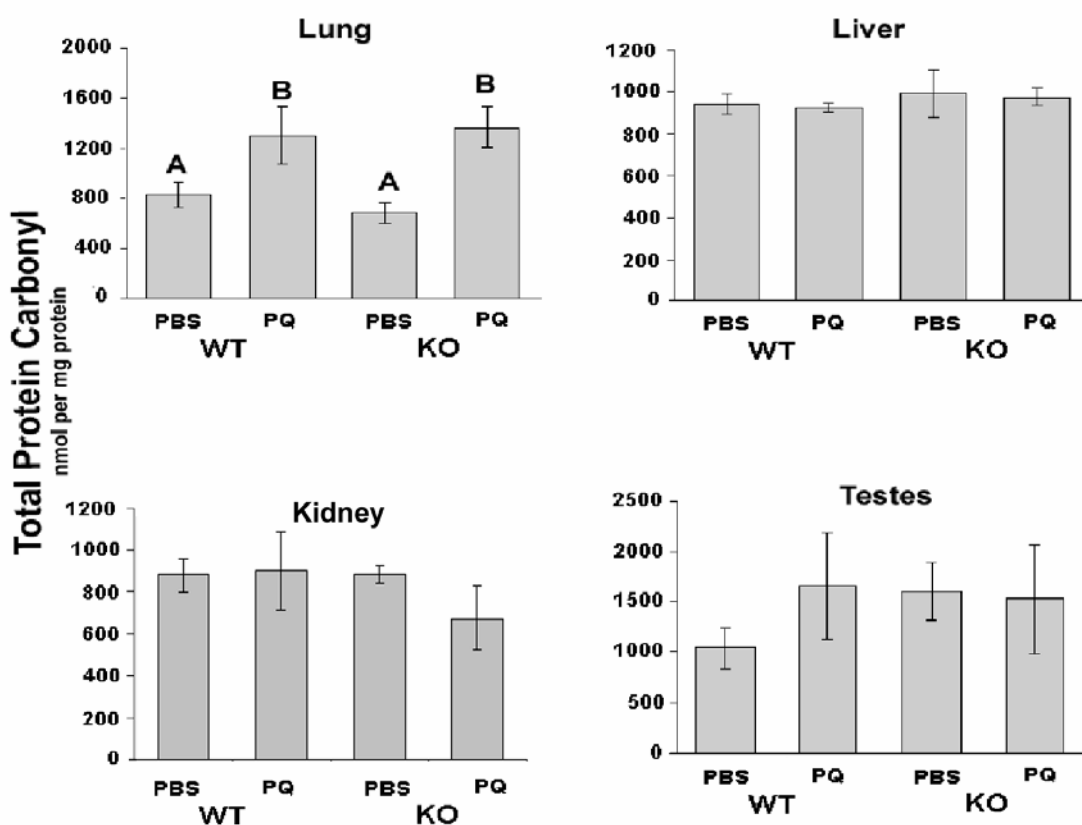 Total Protein Carbonyl
nmol per mg protein
Lung
2000
1600
1200
800
400
0
A
B
A
B
PBS PQ PBS PQ
WT KO
Liver
1200
1000
800
600
400
200
0
PBS PQ PBS PQ
WT KO
Kidney
1200
1000
800
600
400
200
0
PBS PQ PBS PQ
WT KO
Testes
2500
2000
1500
1000
500
0
PBS PQ PBS PQ
WT KO